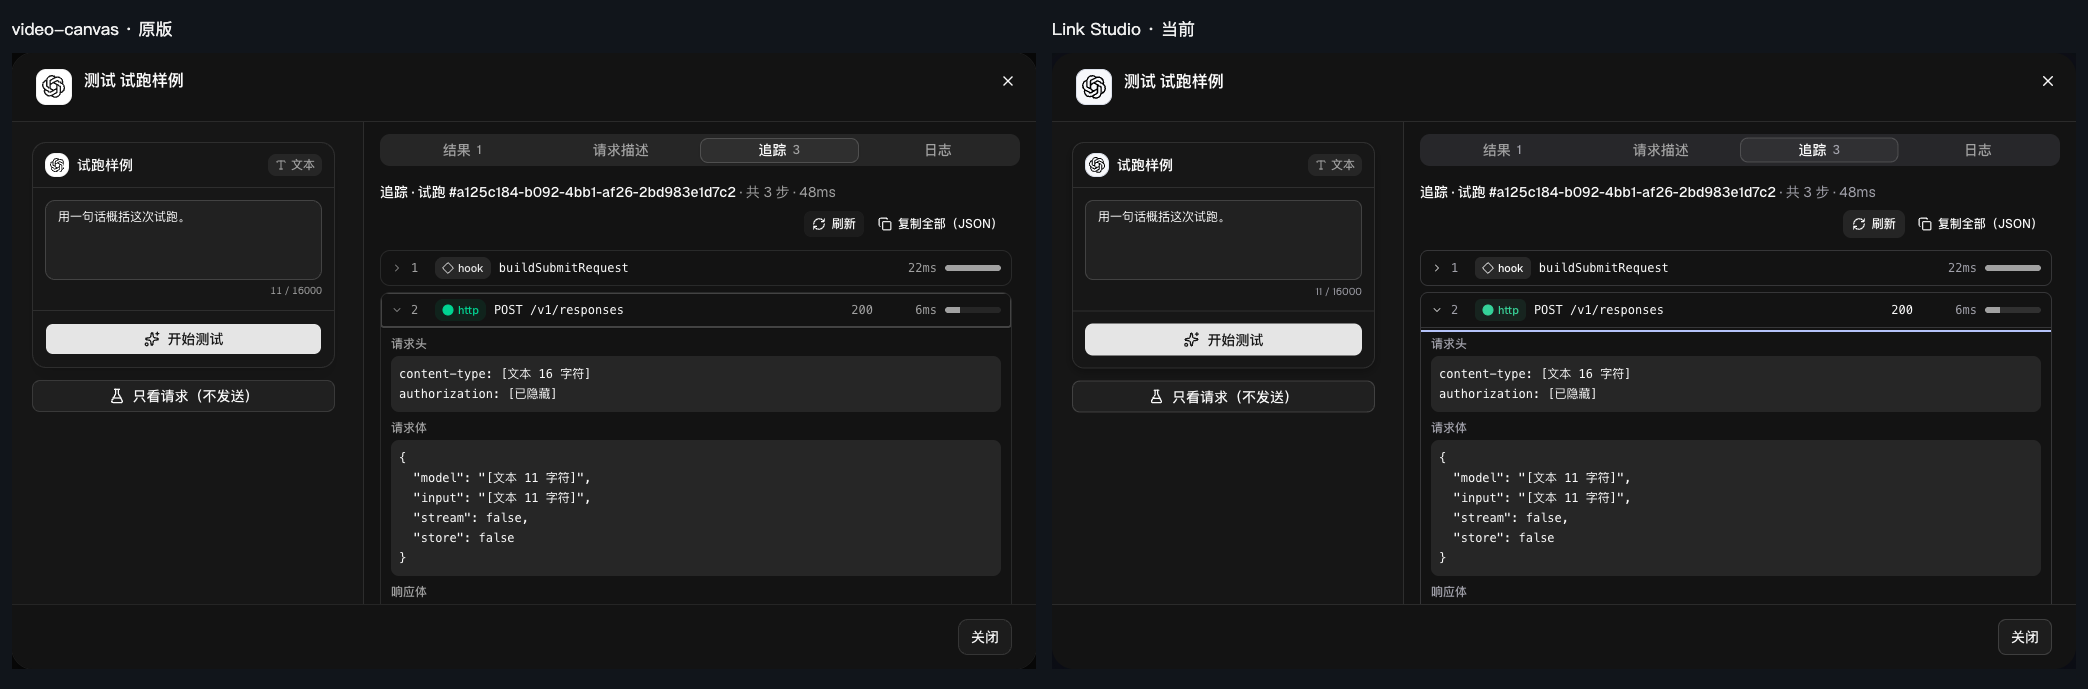 video-canvas · 原版
测试 试跑样例
试跑样例
文本
用一句话概括这次试跑。
11 / 16000
开始测试
只看请求（不发送）
结果 1
请求描述
追踪 3
日志
追踪 · 试跑 #a125c184-b092-4bb1-af26-2bd983e1d7c2 · 共 3 步 · 48ms
刷新
复制全部（JSON）
1 hook buildSubmitRequest 22ms
2 http POST /v1/responses 200 6ms
请求头
content-type: [文本 16 字符]
authorization: [已隐藏]
请求体
{
"model": "[文本 11 字符]",
"input": "[文本 11 字符]",
"stream": false,
"store": false
}
响应体
关闭
Link Studio · 当前
测试 试跑样例
试跑样例
文本
用一句话概括这次试跑。
11 / 16000
开始测试
只看请求（不发送）
结果 1
请求描述
追踪 3
日志
追踪 · 试跑 #a125c184-b092-4bb1-af26-2bd983e1d7c2 · 共 3 步 · 48ms
刷新
复制全部（JSON）
1 hook buildSubmitRequest 22ms
2 http POST /v1/responses 200 6ms
请求头
content-type: [文本 16 字符]
authorization: [已隐藏]
请求体
{
"model": "[文本 11 字符]",
"input": "[文本 11 字符]",
"stream": false,
"store": false
}
响应体
关闭